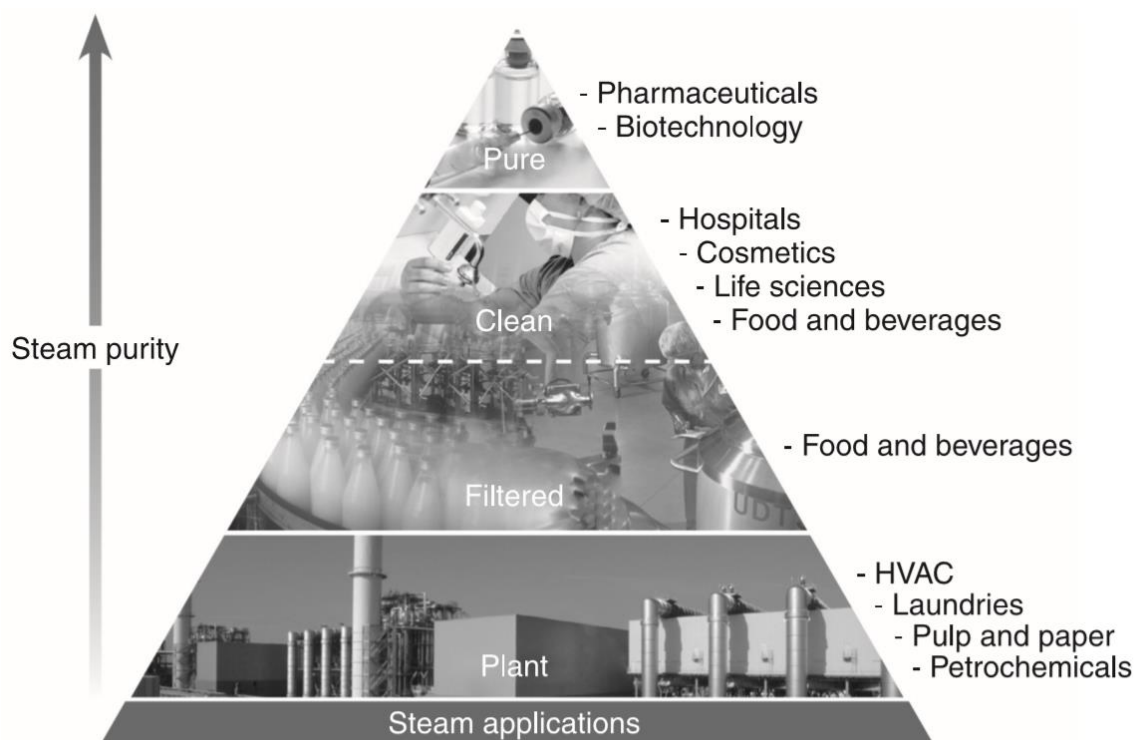 - Pharmaceuticals
- Biotechnology
Pure
- Hospitals
- Cosmetics
- Life sciences
- Food and beverages
Clean
Steam purity
- Food and beverages
Filtered
UDT
- HVAC
- Laundries
- Pulp and paper
- Petrochemicals
Plant
Steam applications